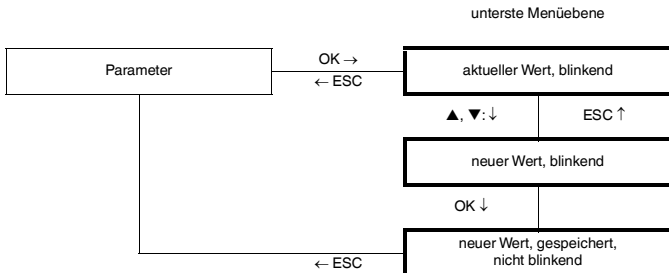 unterste Menüebene
OK →
Parameter
aktueller Wert, blinkend
← ESC
▲, ▼: ↓
ESC ↑
neuer Wert, blinkend
OK ↓
neuer Wert, gespeichert,
nicht blinkend
← ESC